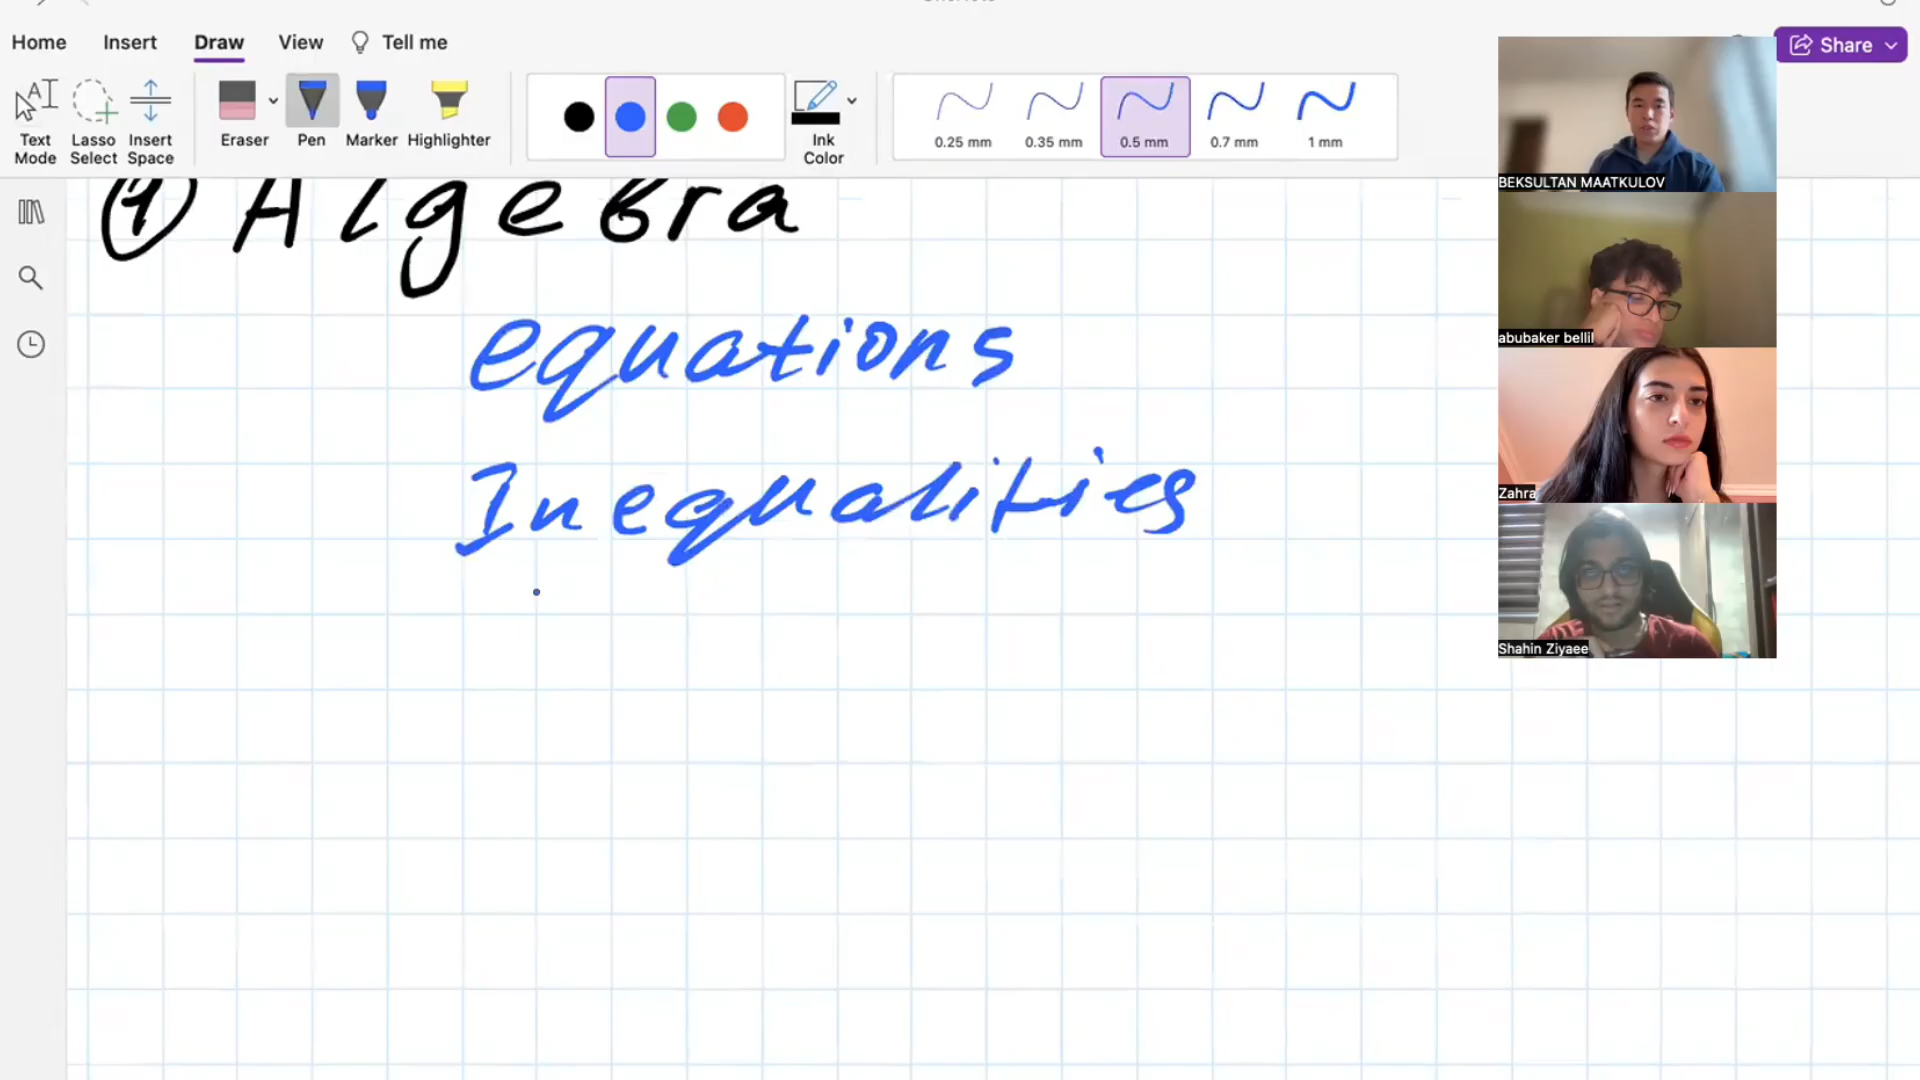 Home Insert Draw View Tell me
Share
Text Mode
Lasso Select
Insert Space
Eraser
Pen
Marker
Highlighter
Ink Color
0.25 mm
0.35 mm
0.5 mm
0.7 mm
1 mm
BEKSULTAN MAATKULOV
abubaker bellil
Zahra
Shahin Ziyaee
① Algebra
equations
Inequalities